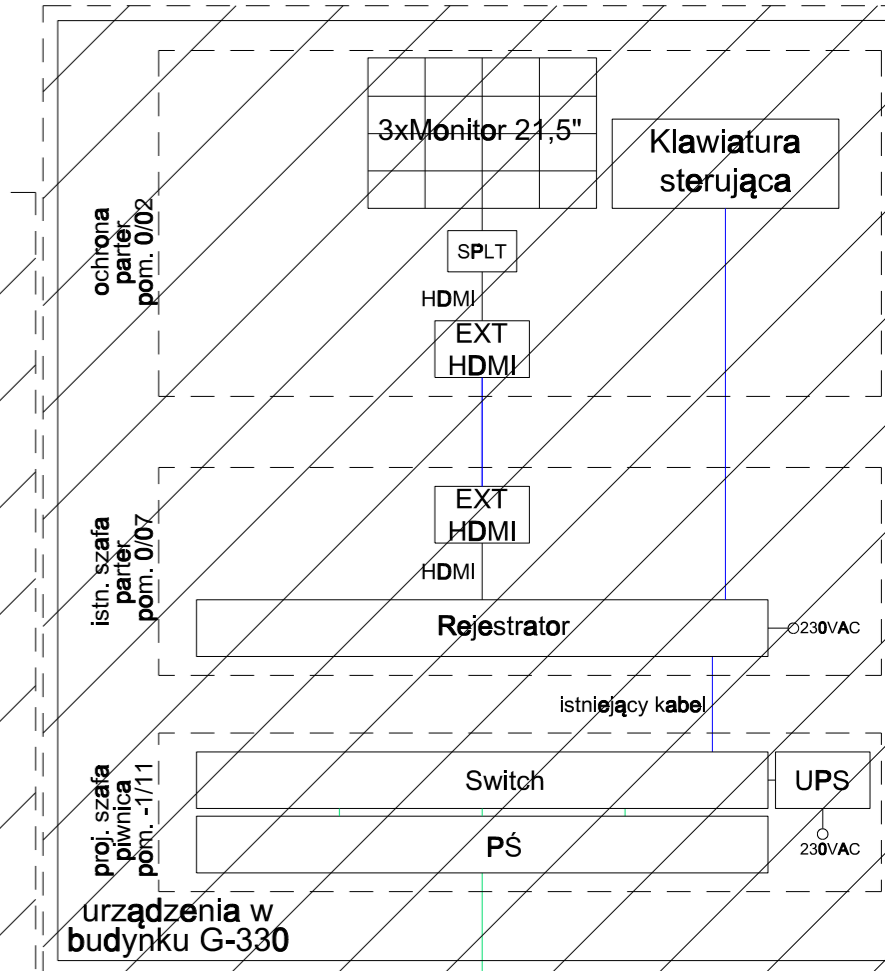 3xMonitor 21,5"
Klawiatura
sterująca
ochrona
parter
pom. 0/02
SPLT
HDMI
EXT
HDMI
istn. szafa
parter
pom. 0/07
EXT
HDMI
HDMI
Rejestrator
230VAC
istniejący kabel
proj. szafa
piwnica
pom. -1/11
Switch
UPS
PŚ
230VAC
urządzenia w
budynku G-330